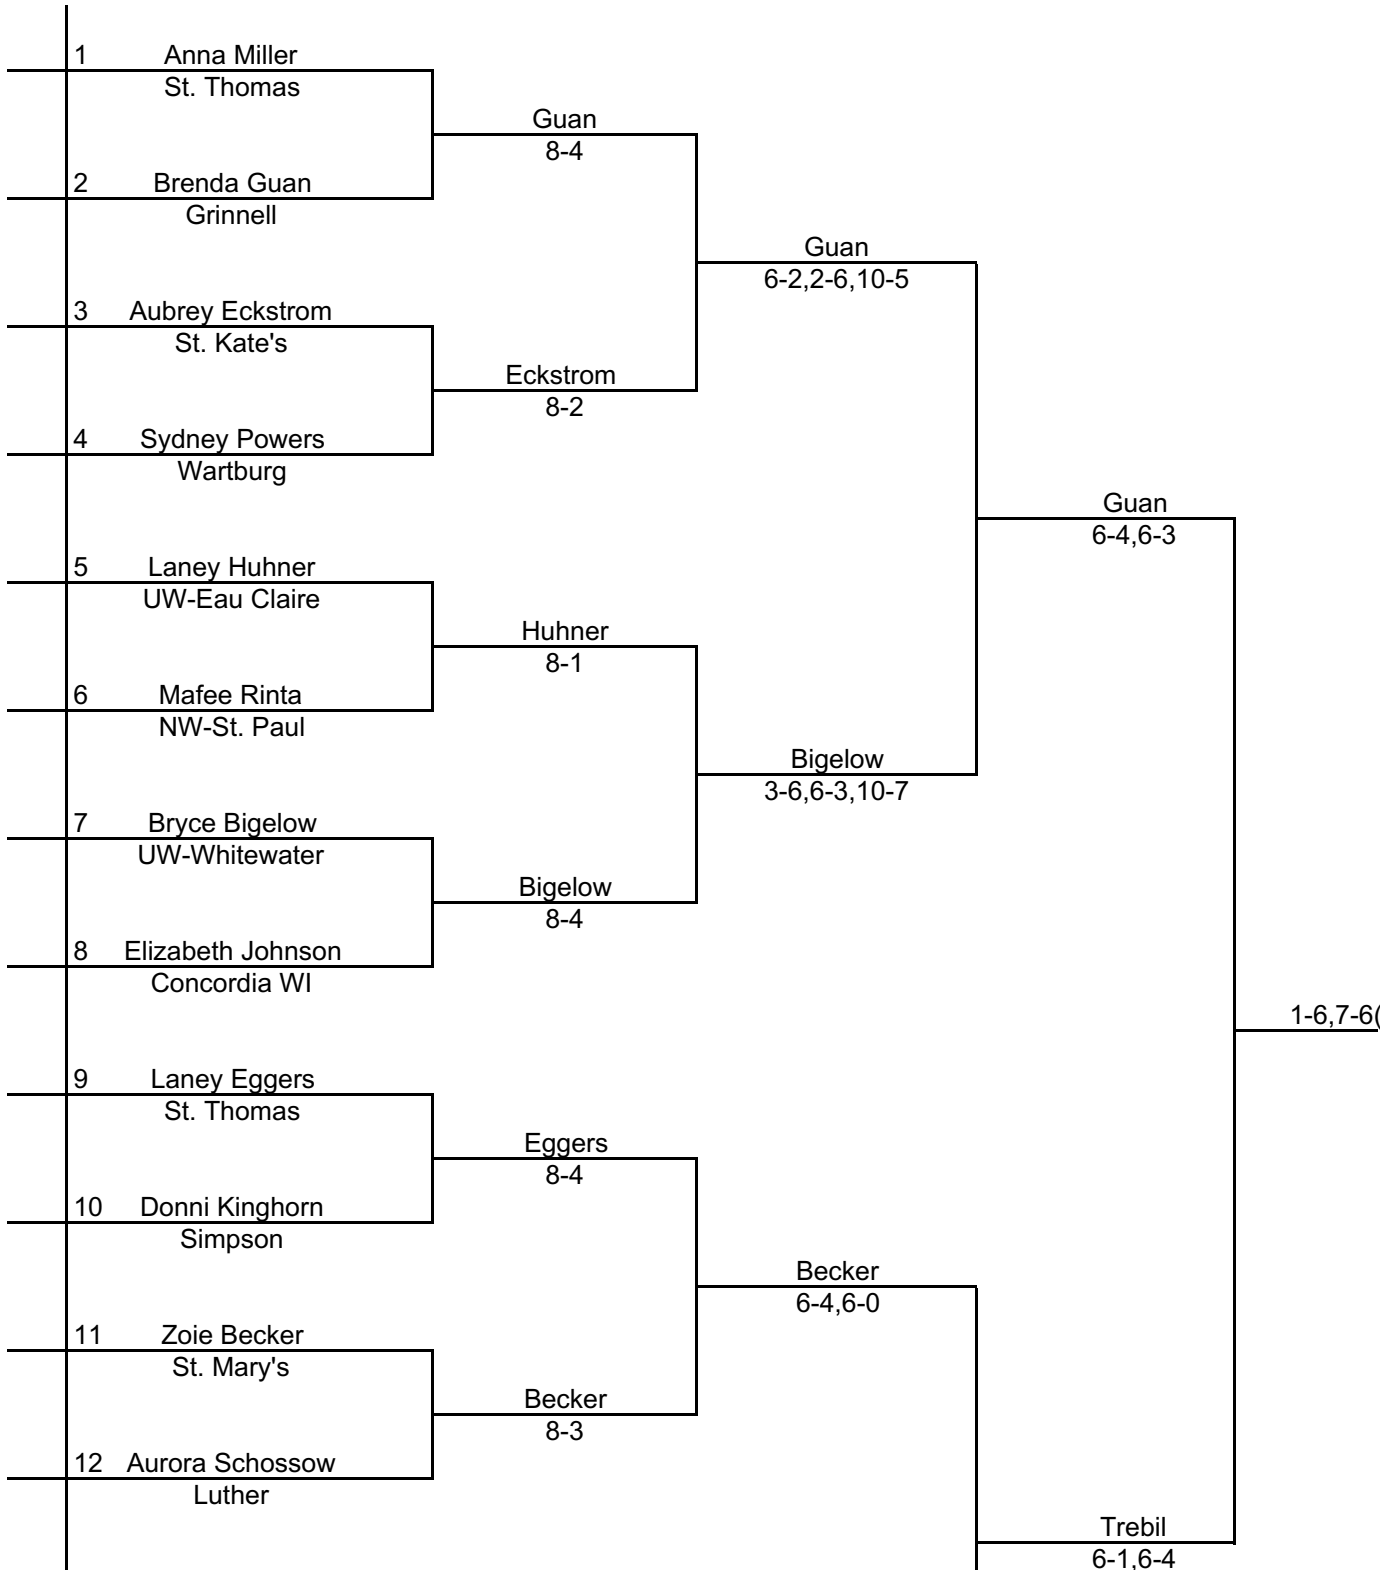 1 Anna Miller
St. Thomas
Guan
8-4
2 Brenda Guan
Grinnell
Guan
6-2,2-6,10-5
3 Aubrey Eckstrom
St. Kate's
Eckstrom
8-2
4 Sydney Powers
Wartburg
Guan
6-4,6-3
5 Laney Huhner
UW-Eau Claire
Huhner
8-1
6 Mafee Rinta
NW-St. Paul
Bigelow
3-6,6-3,10-7
7 Bryce Bigelow
UW-Whitewater
Bigelow
8-4
8 Elizabeth Johnson
Concordia WI
1-6,7-6(
9 Laney Eggers
St. Thomas
Eggers
8-4
10 Donni Kinghorn
Simpson
Becker
6-4,6-0
11 Zoie Becker
St. Mary's
Becker
8-3
12 Aurora Schossow
Luther
Trebil
6-1,6-4